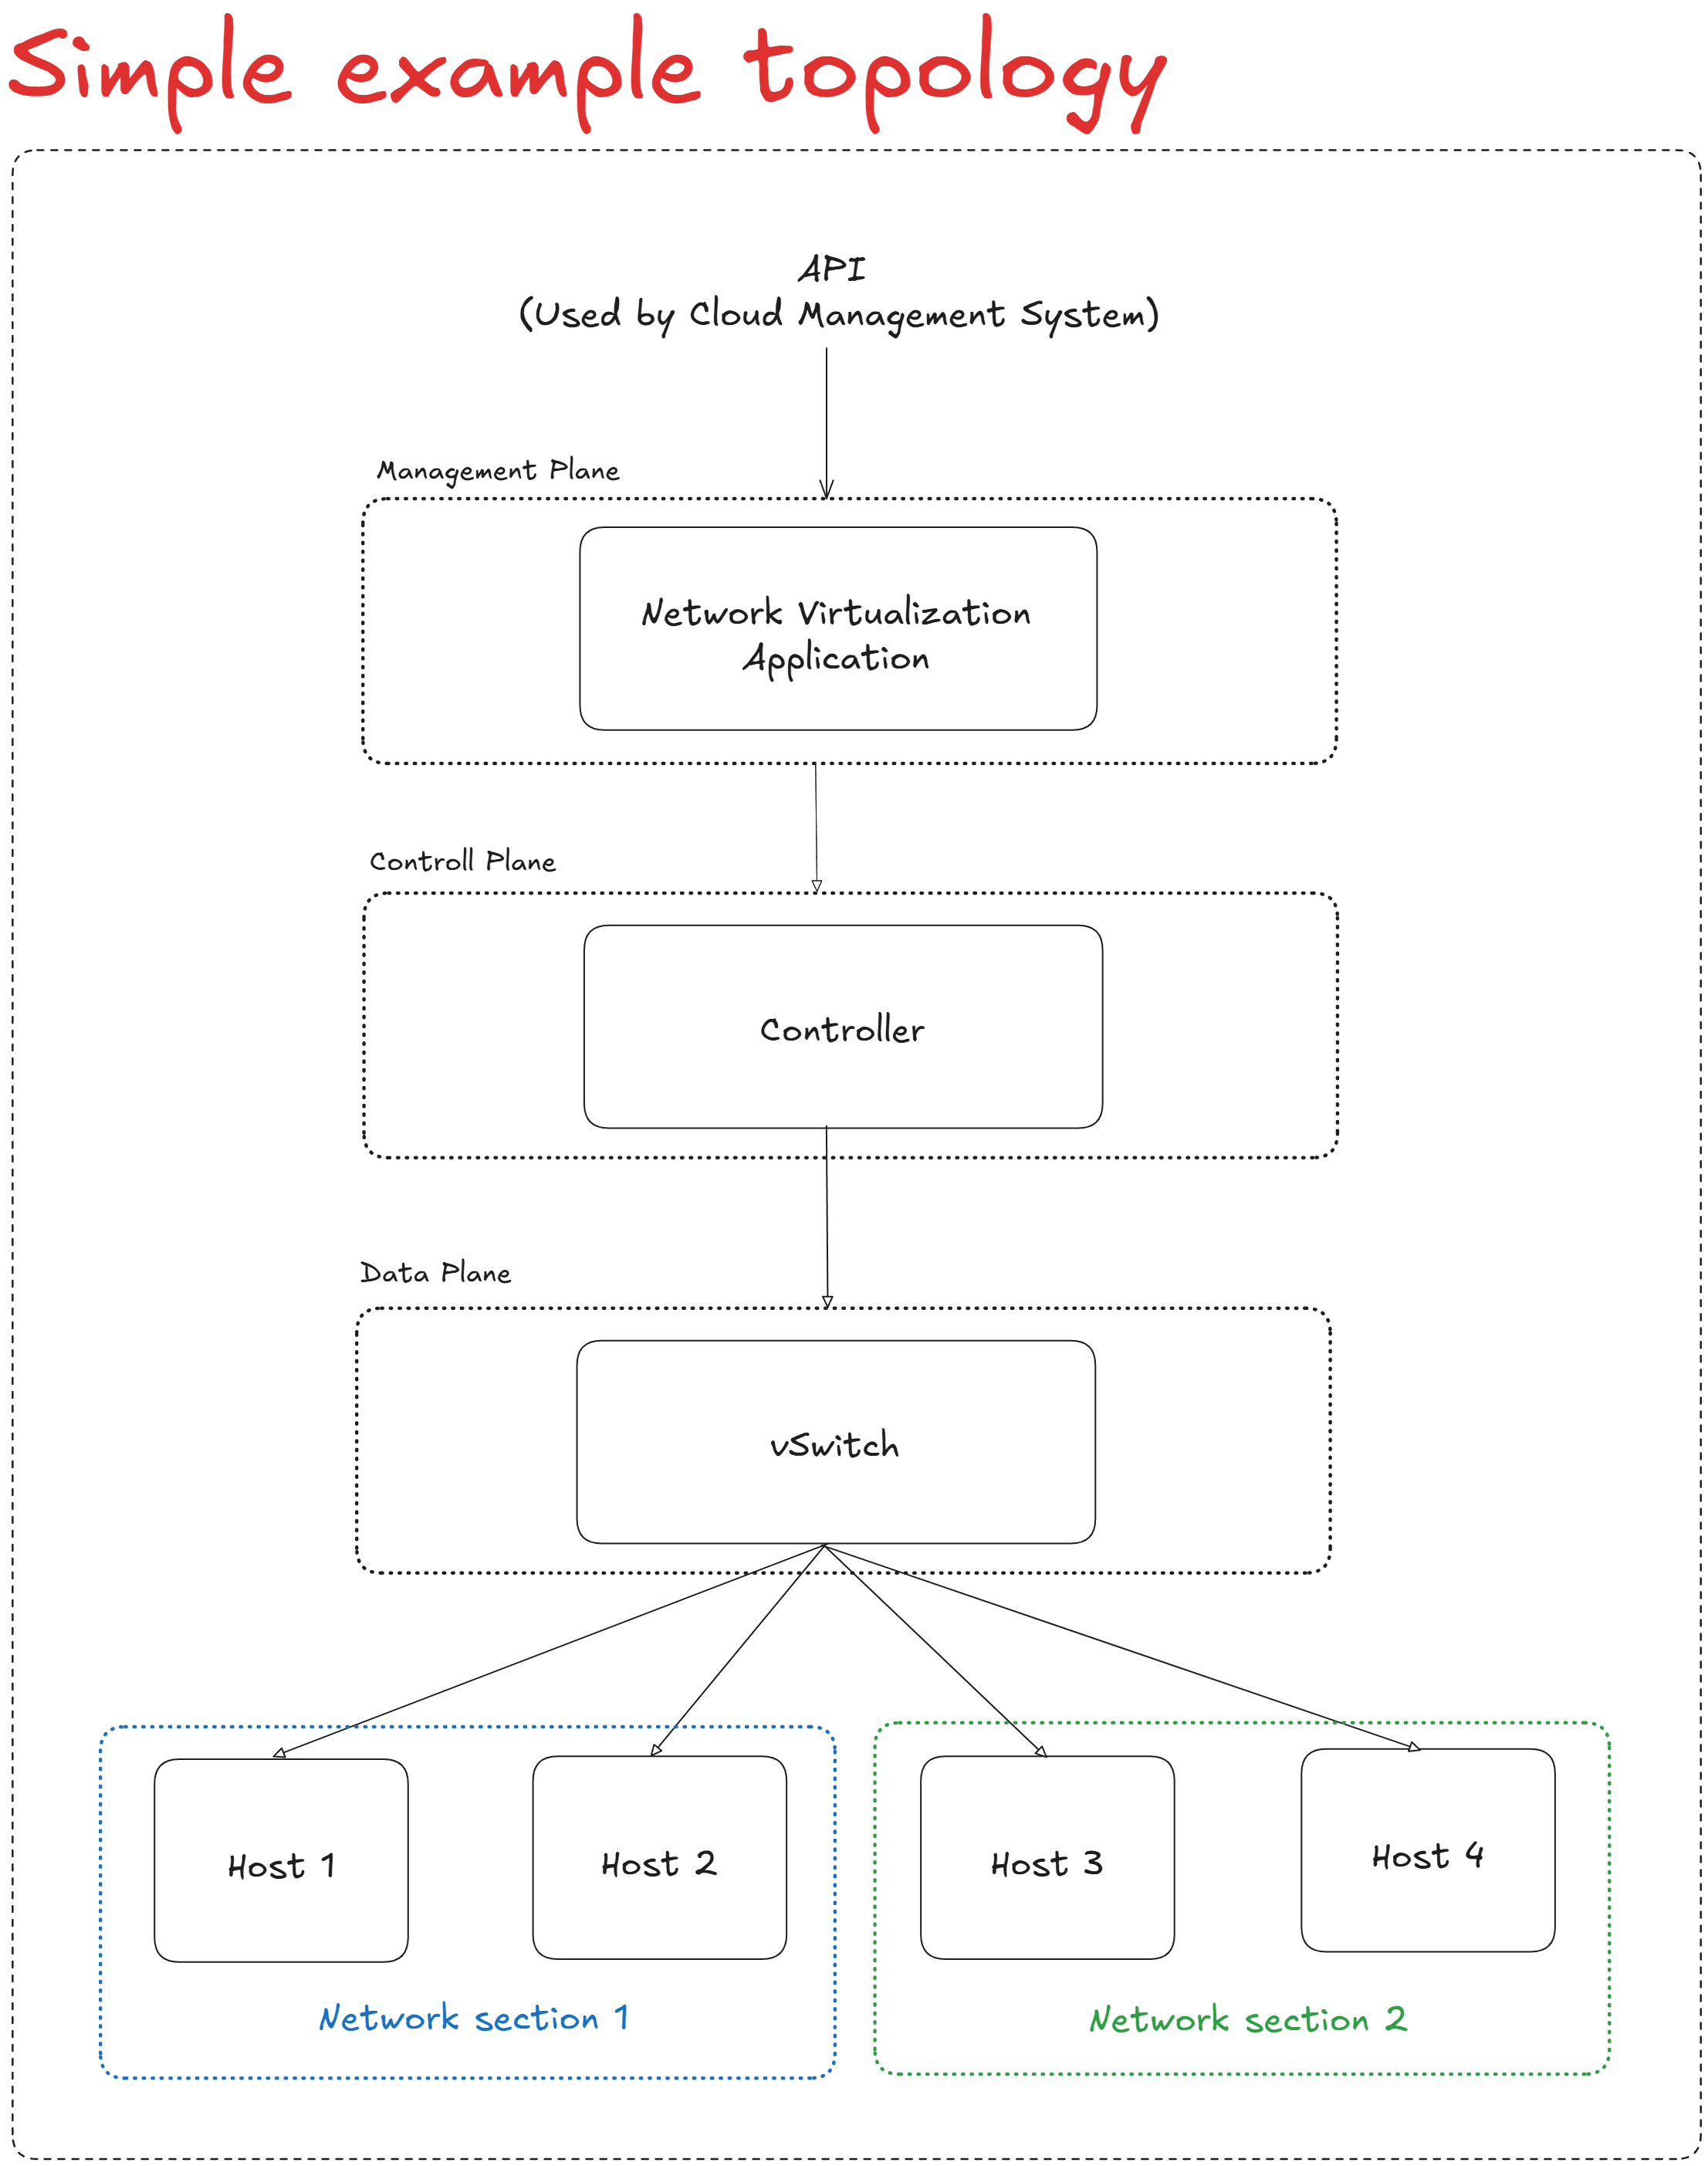 Simple example topology
API
(Used by Cloud Management System)
Management Plane
Network Virtualization
Application
Controll Plane
Controller
Data Plane
vSwitch
Host 1
Host 2
Host 3
Host 4
Network section 1
Network section 2